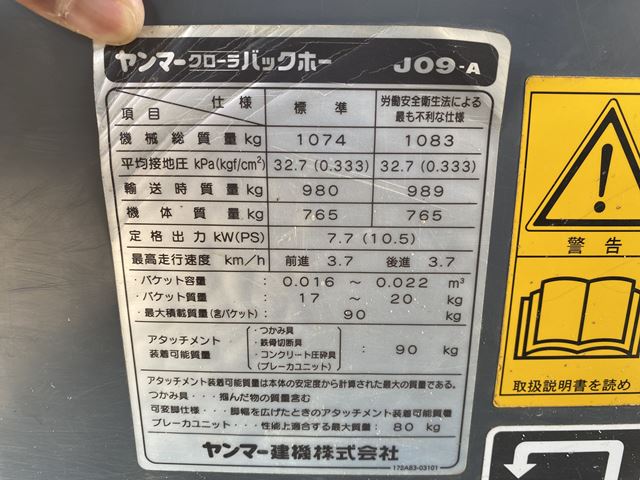 ヤンマークローラバックホー J09-A
項目 仕様 標準 労働安全衛生法による最も不利な仕様
機械総質量 kg 1074 1083
平均接地圧 kPa(kgf/cm²) 32.7(0.333) 32.7(0.333)
輸送時質量 kg 980 989
機体質量 kg 765 765
定格出力 kW(PS) 7.7(10.5)
最高走行速度 km/h 前進 3.7 後進 3.7
・バケット容量 : 0.016 ~ 0.022 m³
・バケット質量 : 17 ~ 20 kg
・最大積載質量(含バケット) : 90 kg
アタッチメント装着可能質量
・つかみ具
・鉄骨切断具
・コンクリート圧砕具
(ブレーカユニット)
: 90 kg
アタッチメント装着可能質量は本体の安定度から計算された最大の質量である。
つかみ具・・・掴んだ物の質量含む
可変脚仕様・・脚幅を広げたときのアタッチメント装着可能質量
ブレーカユニット・・・性能上適合する最大質量: 80 kg
ヤンマー建機株式会社
172A83-03101
警告
取扱説明書を読め